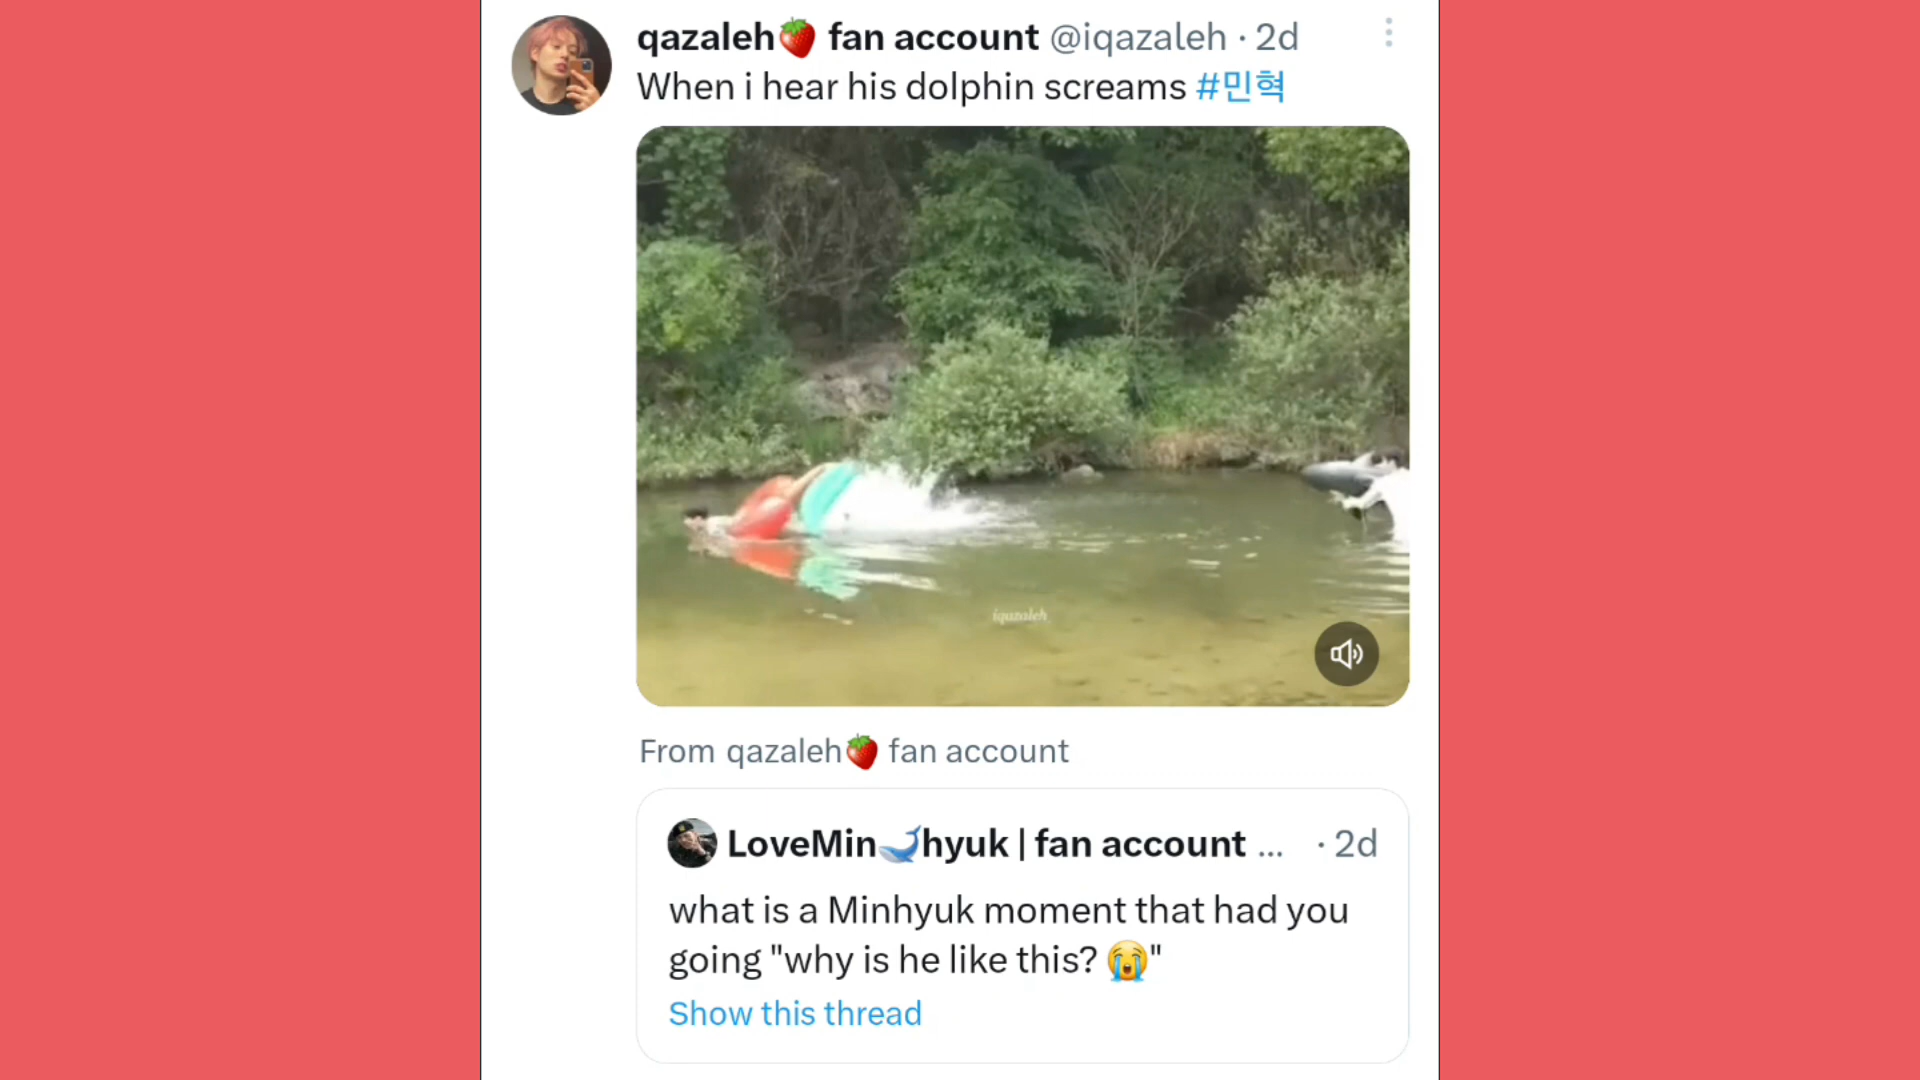 qazaleh🍓 fan account @iqazaleh · 2d
When i hear his dolphin screams #민혁
iqazaleh
From qazaleh🍓 fan account
LoveMin🐋hyuk | fan account ... · 2d
what is a Minhyuk moment that had you
going "why is he like this? 😭"
Show this thread